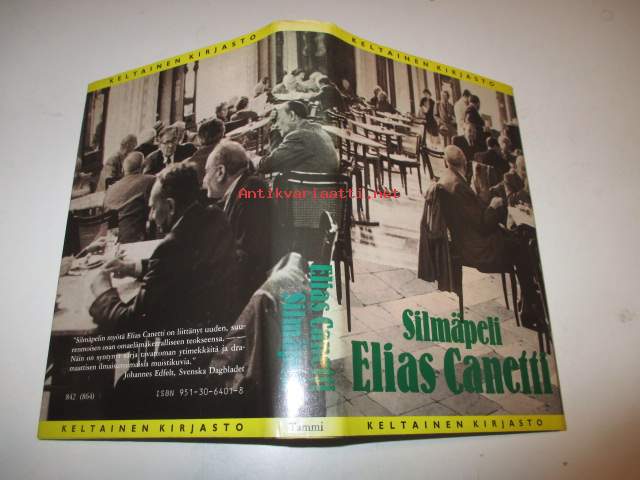 KELTAINEN KIRJASTO
KELTAINEN KIRJASTO
Antikvariaatti.net
"Silmäpelin myötä Elias Canetti on liittänyt uuden, suu-
renmoisen osan omaelämäkerralliseen teokseensa.
Näin on syntynyt sarja tavattoman ytimekkäitä ja dra-
maattisen ilmaisuvoimaisia muistikuvia."
Johannes Edfelt, Svenska Dagbladet
842 (864)
ISBN 951-30-6401-8
KELTAINEN KIRJASTO
Elias Canetti
Silmäpeli
Tammi
Silmäpeli
Elias Canetti
KELTAINEN KIRJASTO